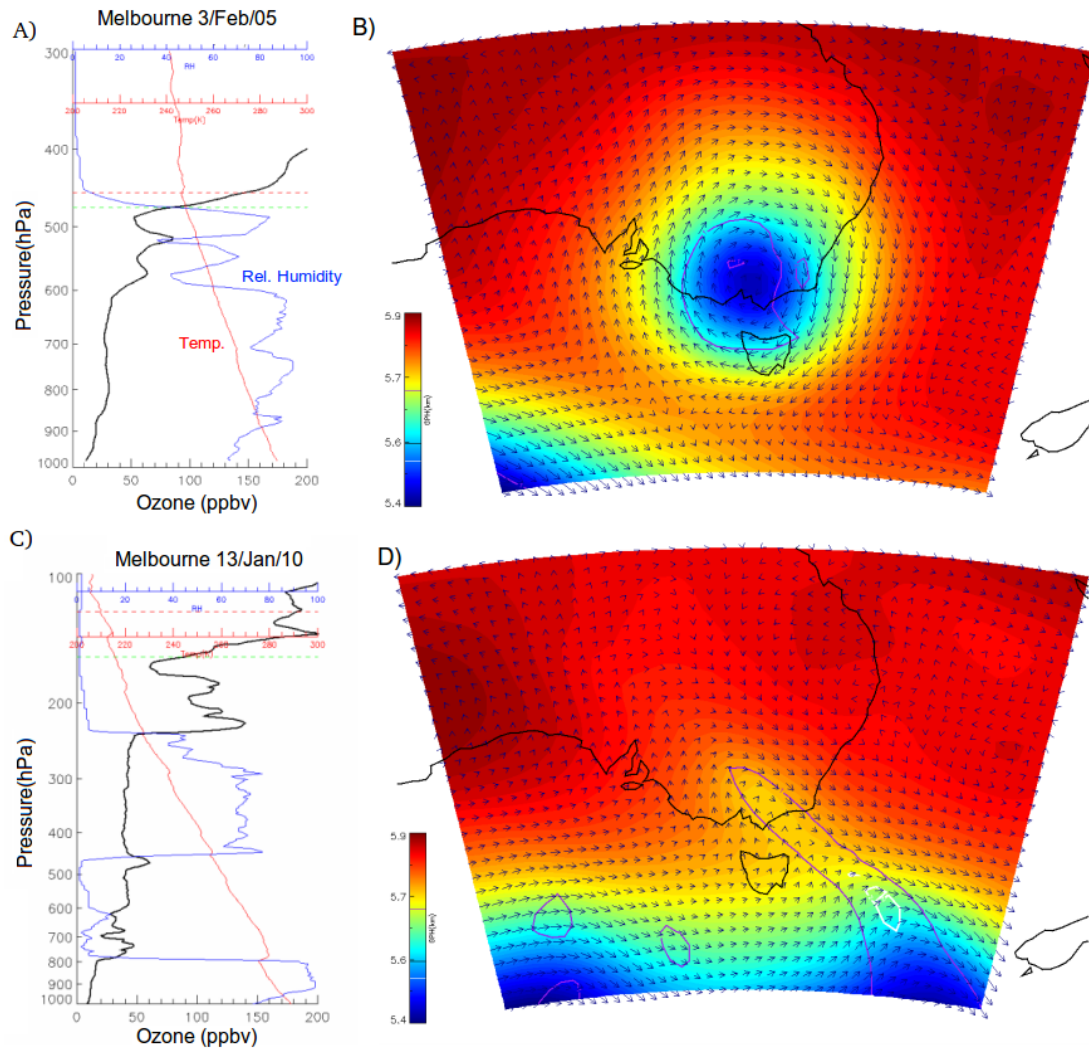 A)
Melbourne 3/Feb/05
300
400
500
600
700
800
900
1000
Pressure(hPa)
0 20 40 60 80 100
RH
200 220 240 260 280 300
Temp[K]
Rel. Humidity
Temp.
0 50 100 150 200
Ozone (ppbv)
B)
5.9
5.7
5.6
5.4
GPH(km)
C)
Melbourne 13/Jan/10
100
200
300
400
500
600
700
800
900
1000
Pressure(hPa)
0 20 40 60 80 100
RH
200 220 240 260 280 300
0 50 100 150 200
Ozone (ppbv)
D)
5.9
5.7
5.6
5.4
GPH(km)